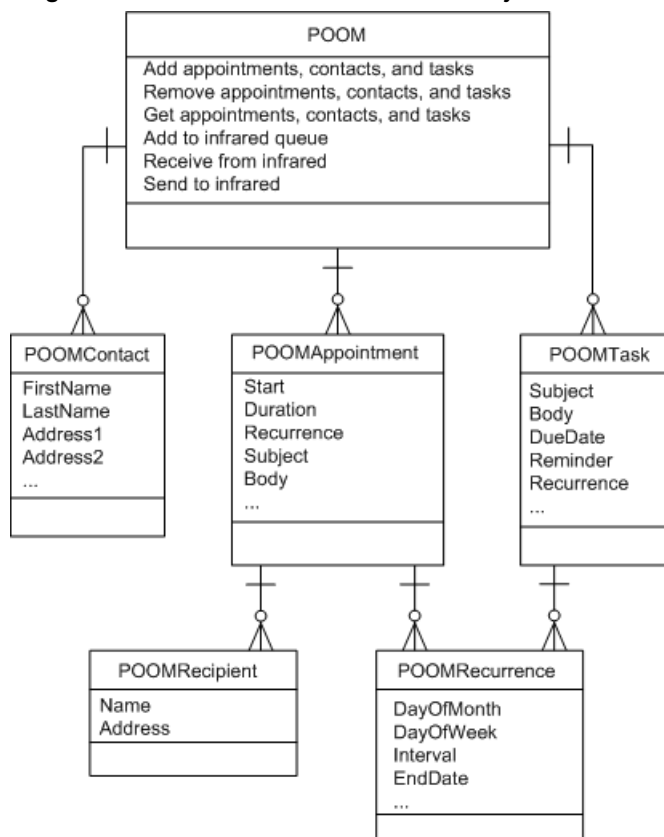 POOM
Add appointments, contacts, and tasks
Remove appointments, contacts, and tasks
Get appointments, contacts, and tasks
Add to infrared queue
Receive from infrared
Send to infrared
POOMContact
FirstName
LastName
Address1
Address2
...
POOMAppointment
Start
Duration
Recurrence
Subject
Body
...
POOMTask
Subject
Body
DueDate
Reminder
Recurrence
...
POOMRecipient
Name
Address
POOMRecurrence
DayOfMonth
DayOfWeek
Interval
EndDate
...